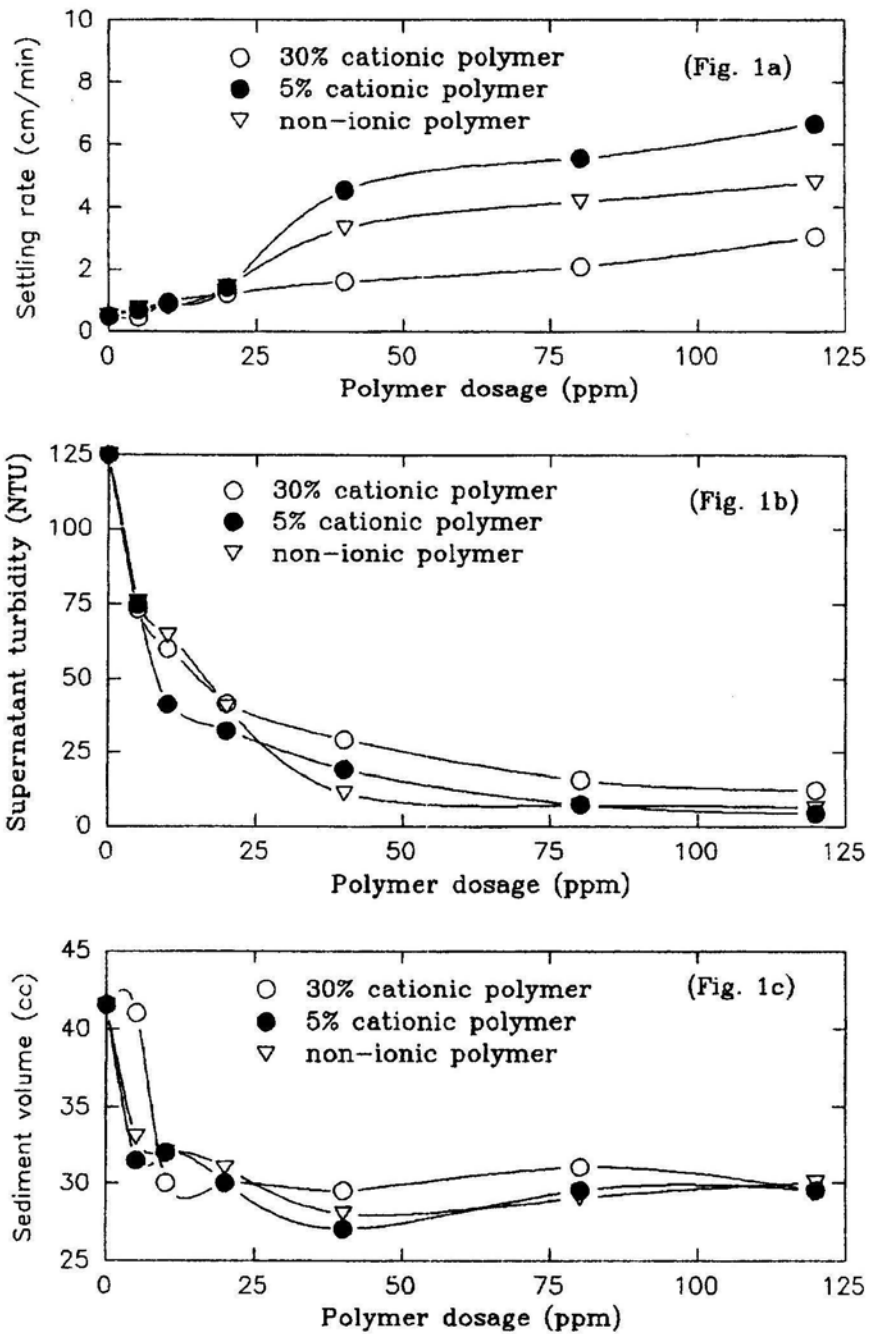 10
8
6
4
2
0
Settling rate (cm/min)
30% cationic polymer
5% cationic polymer
non-ionic polymer
(Fig. 1a)
0 25 50 75 100 125
Polymer dosage (ppm)
125
100
75
50
25
0
Supernatant turbidity (NTU)
30% cationic polymer
5% cationic polymer
non-ionic polymer
(Fig. 1b)
0 25 50 75 100 125
Polymer dosage (ppm)
45
40
35
30
25
Sediment volume (cc)
30% cationic polymer
5% cationic polymer
non-ionic polymer
(Fig. 1c)
0 25 50 75 100 125
Polymer dosage (ppm)